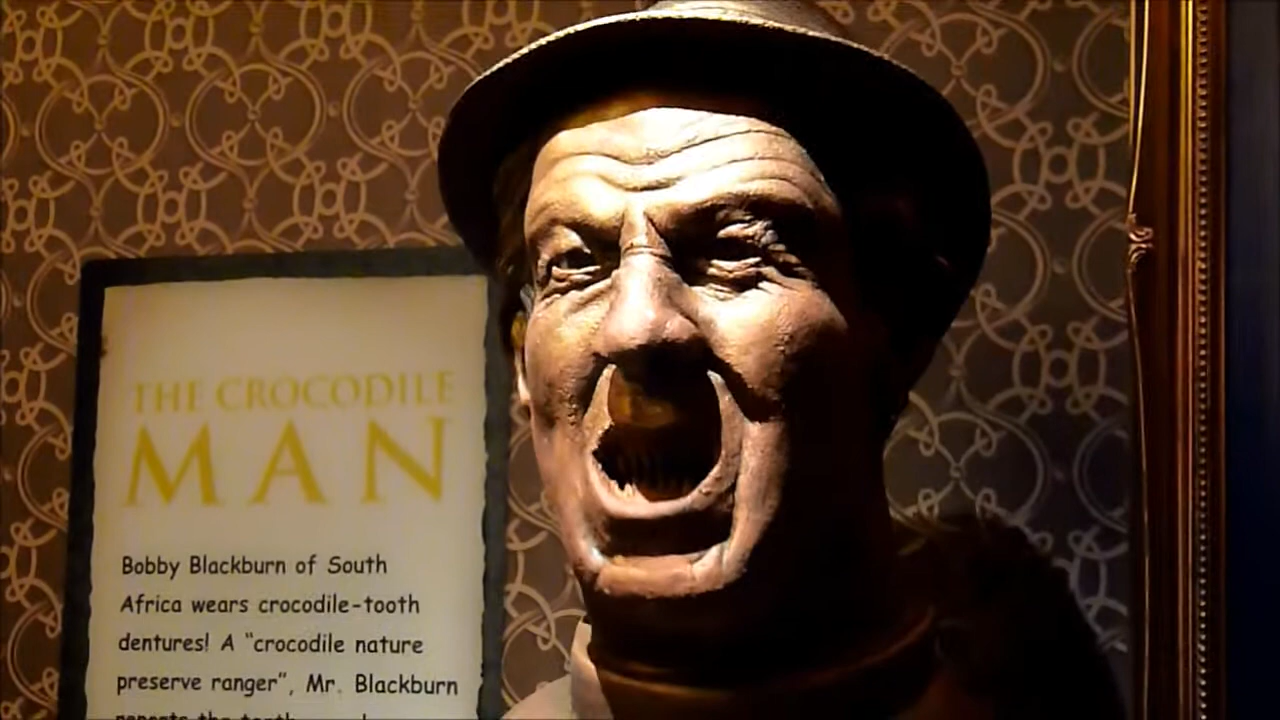 THE CROCODILE
MAN
Bobby Blackburn of South
Africa wears crocodile-tooth
dentures! A “crocodile nature
preserve ranger”, Mr. Blackburn